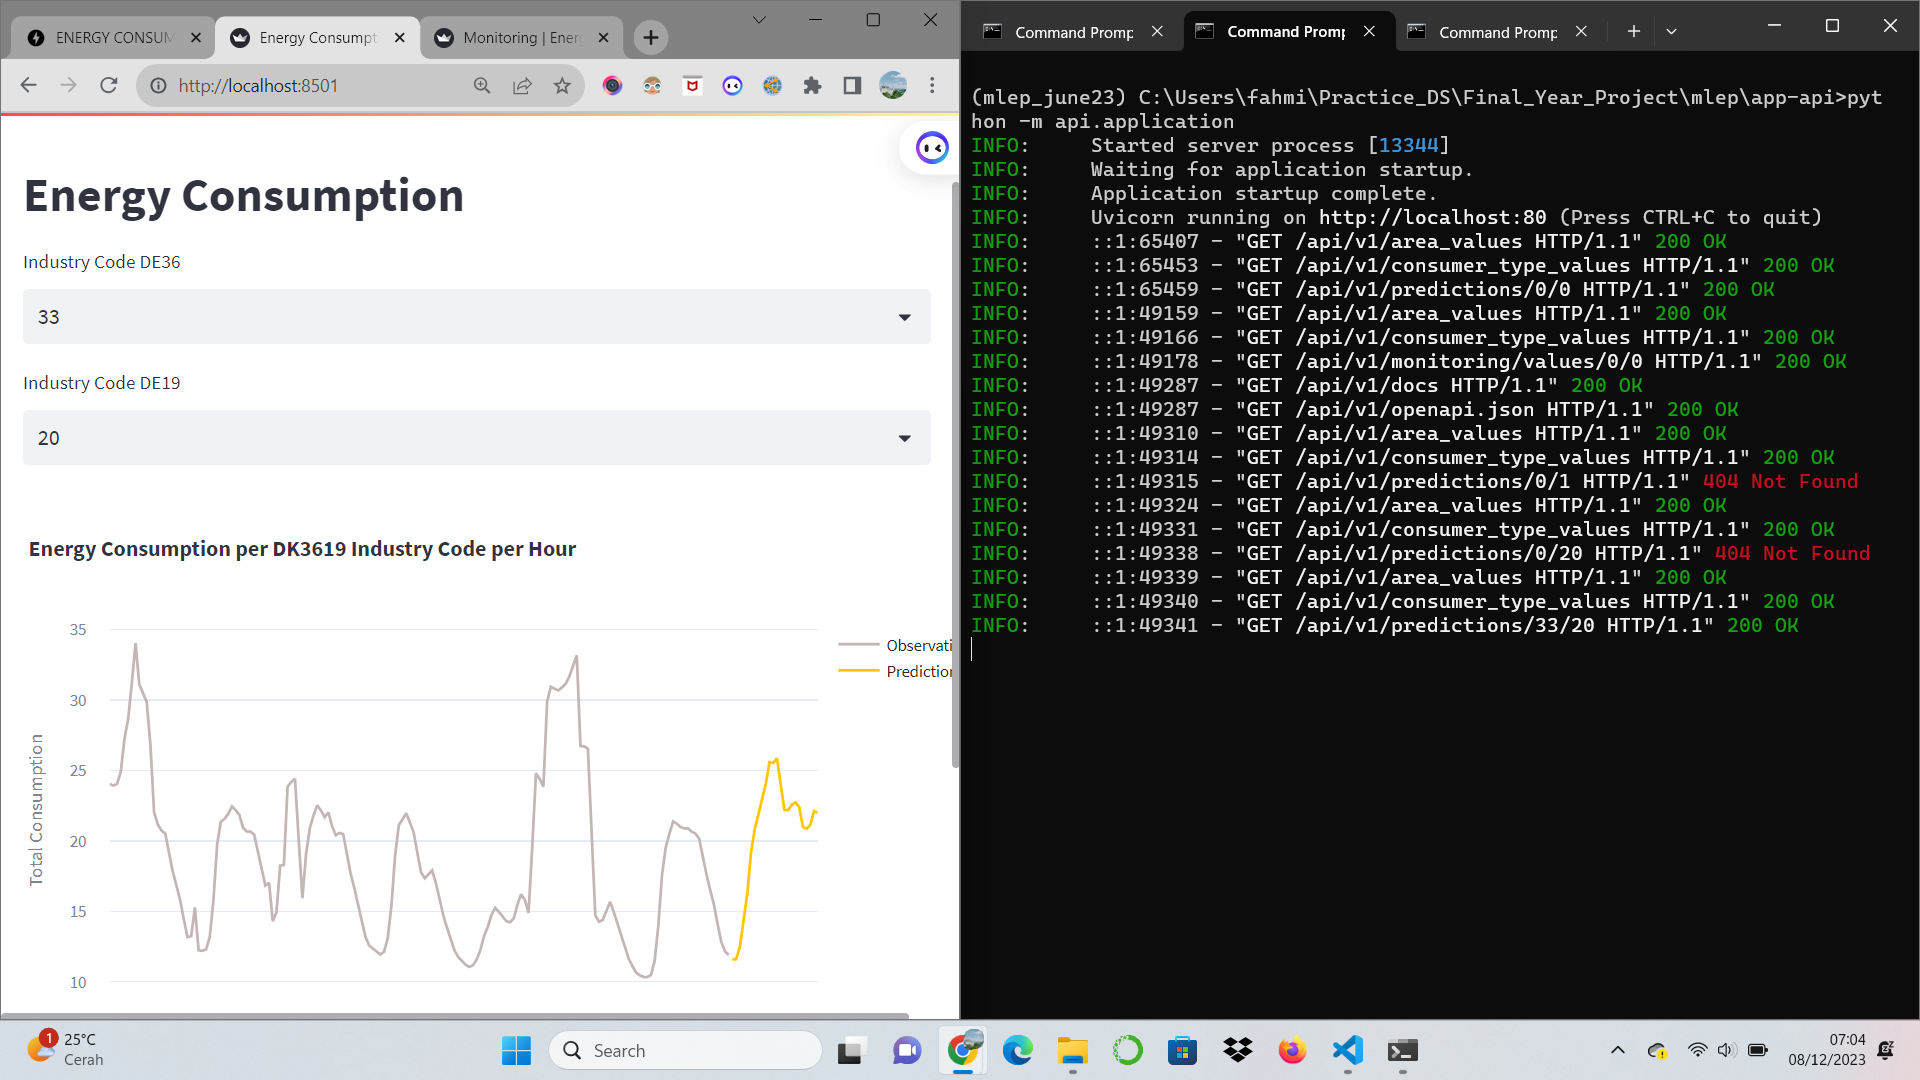 ENERGY CONSUM
Energy Consumpt
Monitoring | Ener
http://localhost:8501
Energy Consumption
Industry Code DE36
33
Industry Code DE19
20
Energy Consumption per DK3619 Industry Code per Hour
Total Consumption
35
30
25
20
15
10
Observati
Prediction
Command Promp
Command Promp
Command Promp
(mlep_june23) C:\Users\fahmi\Practice_DS\Final_Year_Project\mlep\app-api>pyt
hon -m api.application
INFO:     Started server process [13344]
INFO:     Waiting for application startup.
INFO:     Application startup complete.
INFO:     Uvicorn running on http://localhost:80 (Press CTRL+C to quit)
INFO:     ::1:65407 - "GET /api/v1/area_values HTTP/1.1" 200 OK
INFO:     ::1:65453 - "GET /api/v1/consumer_type_values HTTP/1.1" 200 OK
INFO:     ::1:65459 - "GET /api/v1/predictions/0/0 HTTP/1.1" 200 OK
INFO:     ::1:49159 - "GET /api/v1/area_values HTTP/1.1" 200 OK
INFO:     ::1:49166 - "GET /api/v1/consumer_type_values HTTP/1.1" 200 OK
INFO:     ::1:49178 - "GET /api/v1/monitoring/values/0/0 HTTP/1.1" 200 OK
INFO:     ::1:49287 - "GET /api/v1/docs HTTP/1.1" 200 OK
INFO:     ::1:49287 - "GET /api/v1/openapi.json HTTP/1.1" 200 OK
INFO:     ::1:49310 - "GET /api/v1/area_values HTTP/1.1" 200 OK
INFO:     ::1:49314 - "GET /api/v1/consumer_type_values HTTP/1.1" 200 OK
INFO:     ::1:49315 - "GET /api/v1/predictions/0/1 HTTP/1.1" 404 Not Found
INFO:     ::1:49324 - "GET /api/v1/area_values HTTP/1.1" 200 OK
INFO:     ::1:49331 - "GET /api/v1/consumer_type_values HTTP/1.1" 200 OK
INFO:     ::1:49338 - "GET /api/v1/predictions/0/20 HTTP/1.1" 404 Not Found
INFO:     ::1:49339 - "GET /api/v1/area_values HTTP/1.1" 200 OK
INFO:     ::1:49340 - "GET /api/v1/consumer_type_values HTTP/1.1" 200 OK
INFO:     ::1:49341 - "GET /api/v1/predictions/33/20 HTTP/1.1" 200 OK
1
25°C
Cerah
Search
07:04
08/12/2023